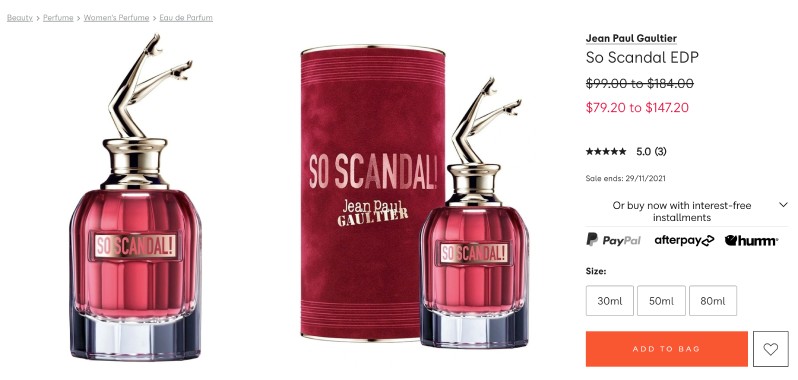 Beauty > Perfume > Women's Perfume > Eau de Parfum
SO SCANDAL!
SO SCANDAL!
Jean Paul
GAULTIER
SO SCANDAL!
Jean Paul Gaultier
So Scandal EDP
$99.00 to $184.00
$79.20 to $147.20
★★★★★ 5.0 (3)
Sale ends: 29/11/2021
Or buy now with interest-free
installments
PayPal afterpay humm
Size:
30ml 50ml 80ml
ADD TO BAG